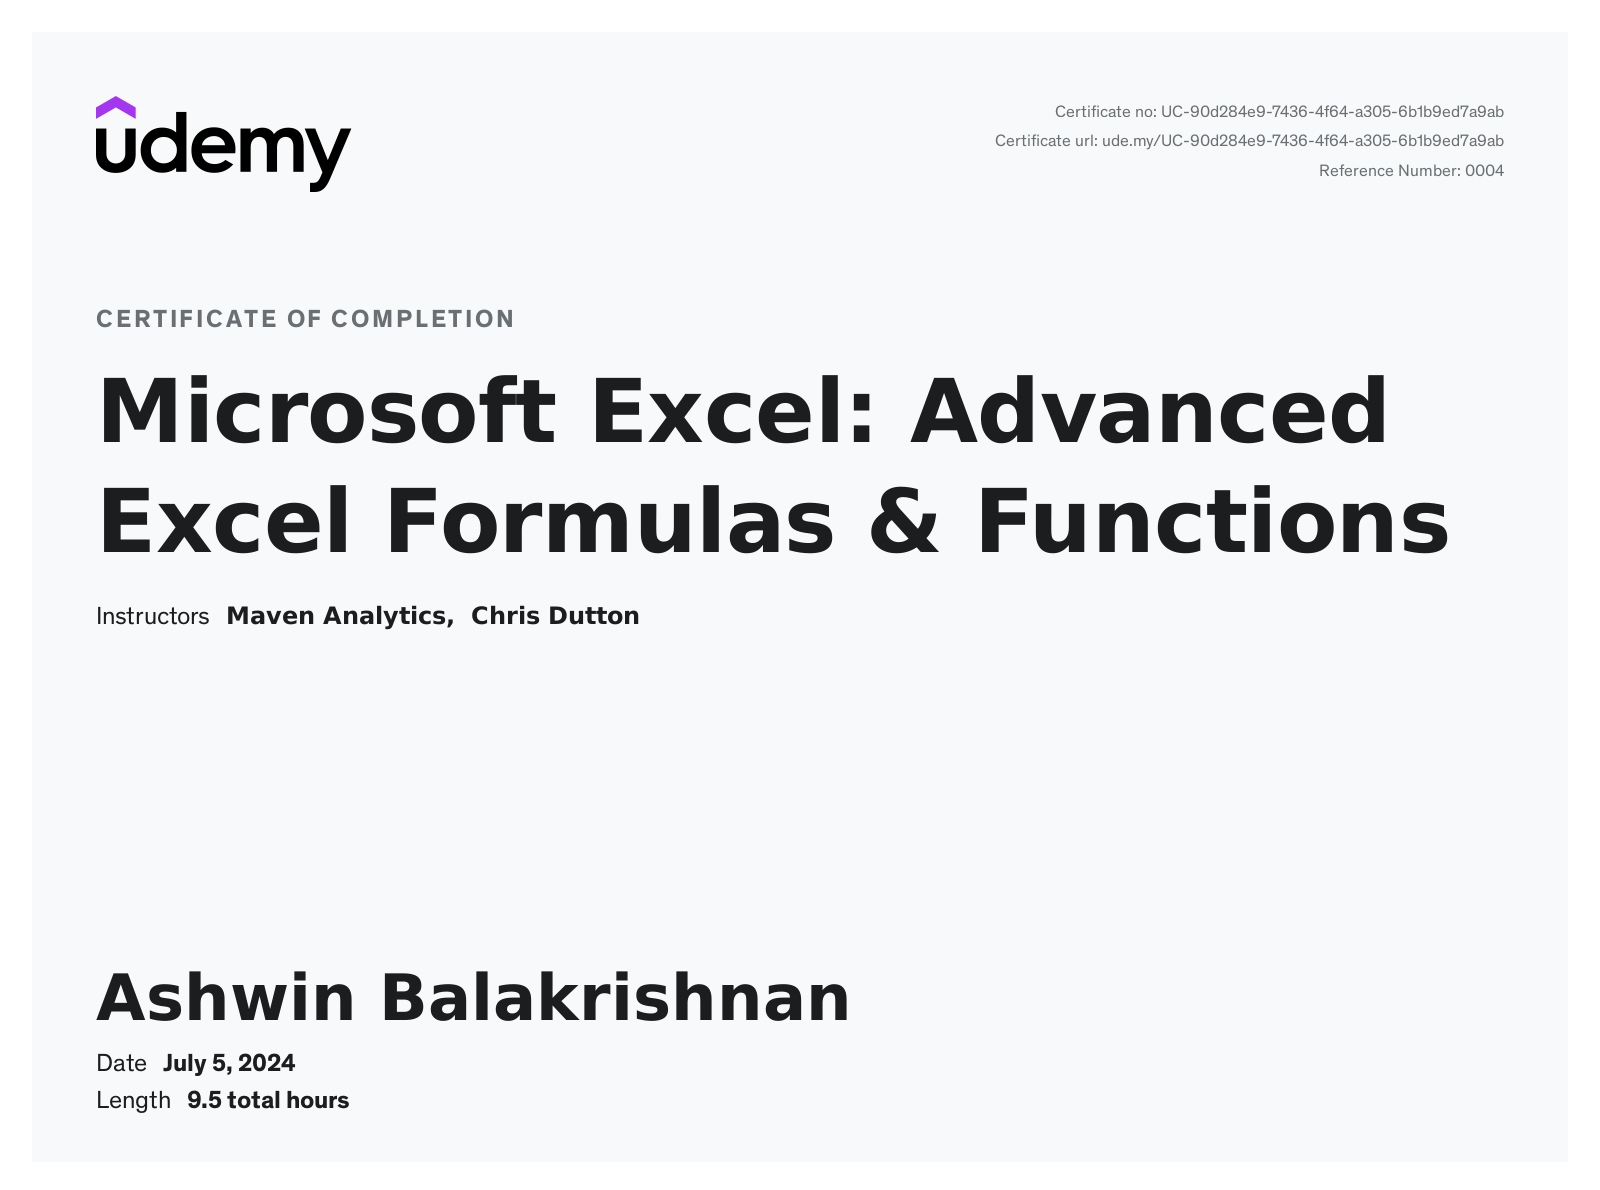 udemy
Certificate no: UC-90d284e9-7436-4f64-a305-6b1b9ed7a9ab
Certificate url: ude.my/UC-90d284e9-7436-4f64-a305-6b1b9ed7a9ab
Reference Number: 0004
CERTIFICATE OF COMPLETION
Microsoft Excel: Advanced
Excel Formulas & Functions
Instructors Maven Analytics, Chris Dutton
Ashwin Balakrishnan
Date July 5, 2024
Length 9.5 total hours